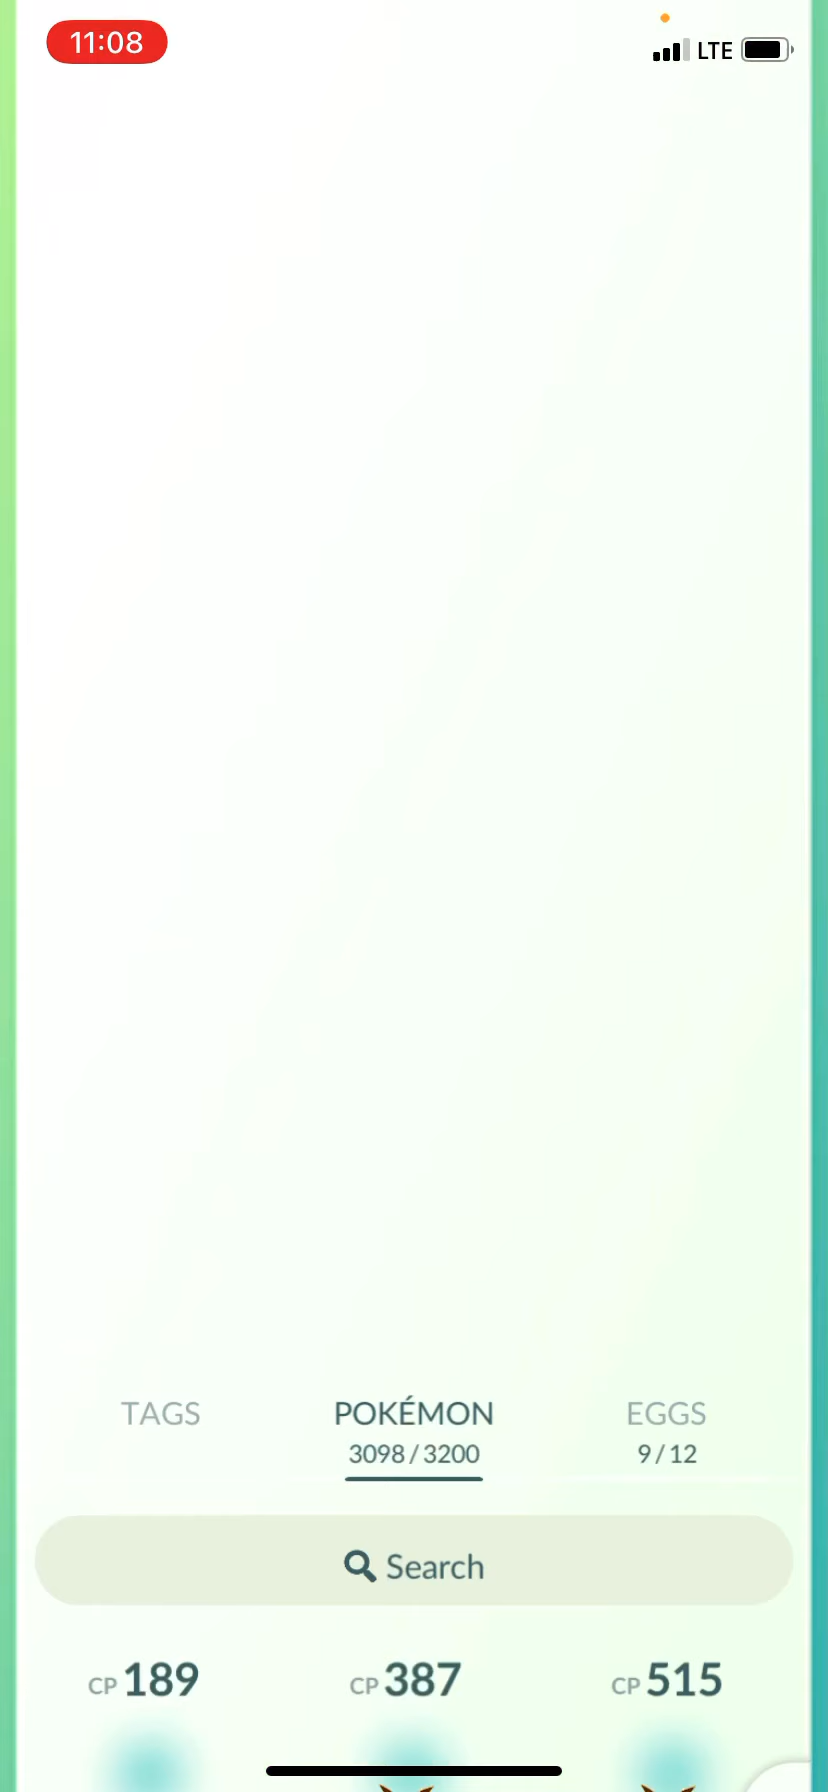 11:08
LTE
TAGS
POKÉMON
EGGS
3098 / 3200
9 / 12
Search
CP 189
CP 387
CP 515